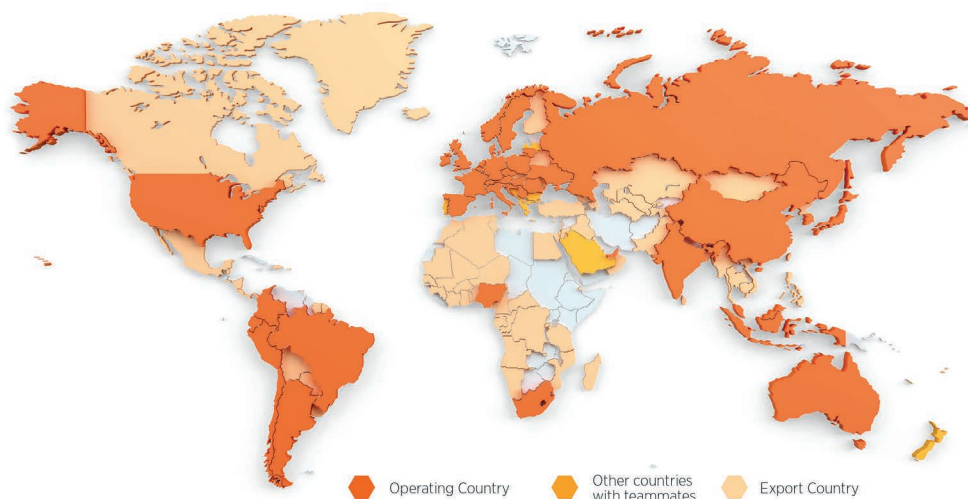 Operating Country
Other countries
with teammates
Export Country